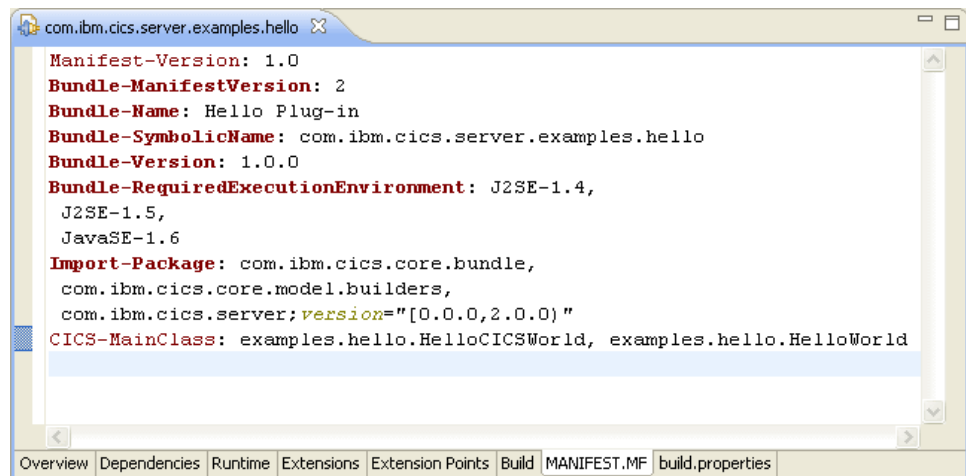 com.ibm.cics.server.examples.hello
Manifest-Version: 1.0
Bundle-ManifestVersion: 2
Bundle-Name: Hello Plug-in
Bundle-SymbolicName: com.ibm.cics.server.examples.hello
Bundle-Version: 1.0.0
Bundle-RequiredExecutionEnvironment: J2SE-1.4,
J2SE-1.5,
JavaSE-1.6
Import-Package: com.ibm.cics.core.bundle,
com.ibm.cics.core.model.builders,
com.ibm.cics.server;version="[0.0.0,2.0.0)"
CICS-MainClass: examples.hello.HelloCICSWorld, examples.hello.HelloWorld
Overview Dependencies Runtime Extensions Extension Points Build MANIFEST.MF build.properties